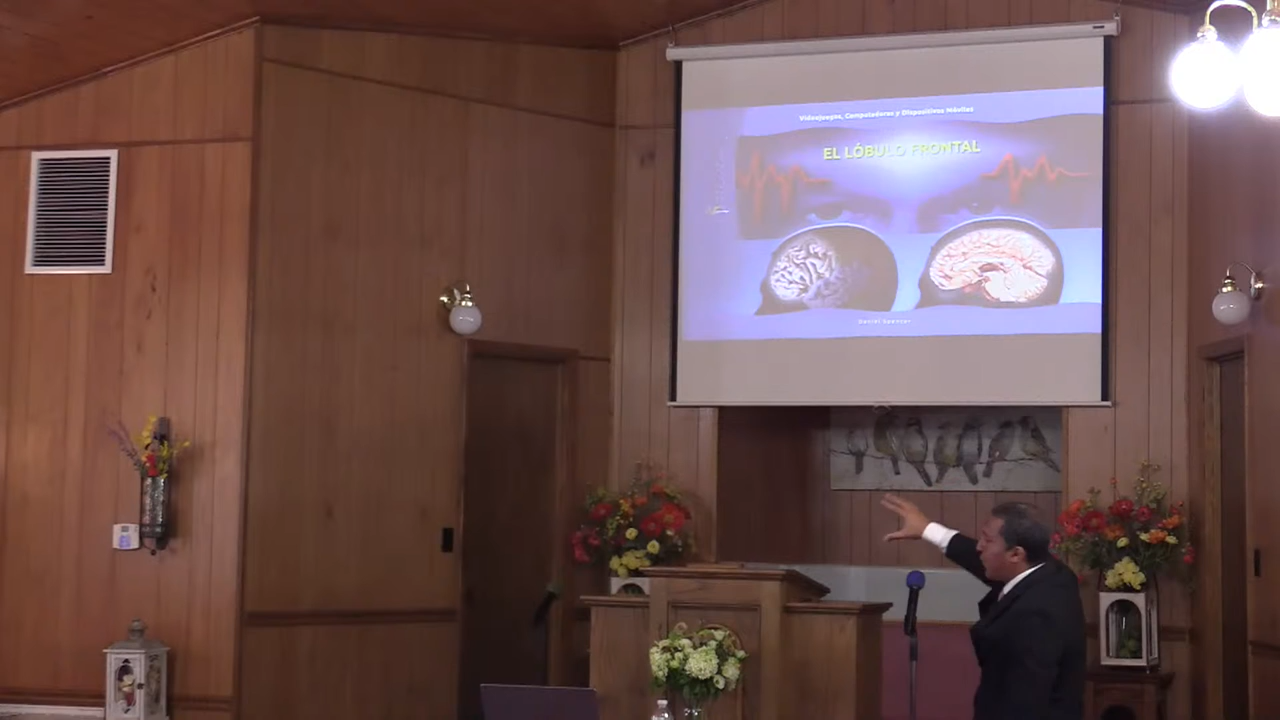 Videojuegos, Computadoras y Dispositivos Móviles
EL LÓBULO FRONTAL
Daniel Spencer